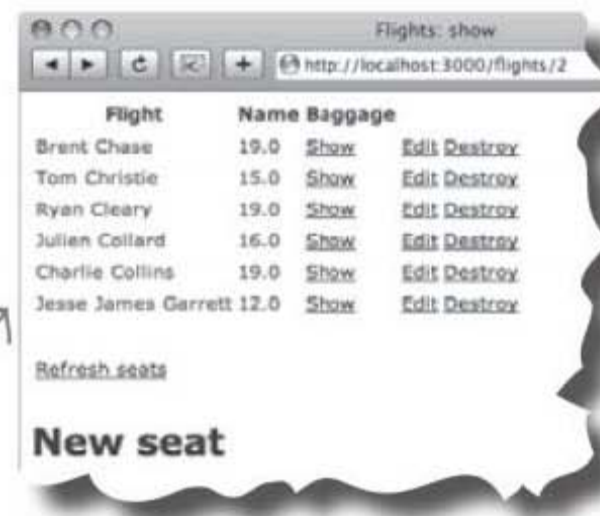 Flights: show
http://localhost:3000/flights/2
Flight Name Baggage
Brent Chase 19.0 Show Edit Destroy
Tom Christie 15.0 Show Edit Destroy
Ryan Cleary 19.0 Show Edit Destroy
Julien Collard 16.0 Show Edit Destroy
Charlie Collins 19.0 Show Edit Destroy
Jesse James Garrett 12.0 Show Edit Destroy
Refresh seats
New seat